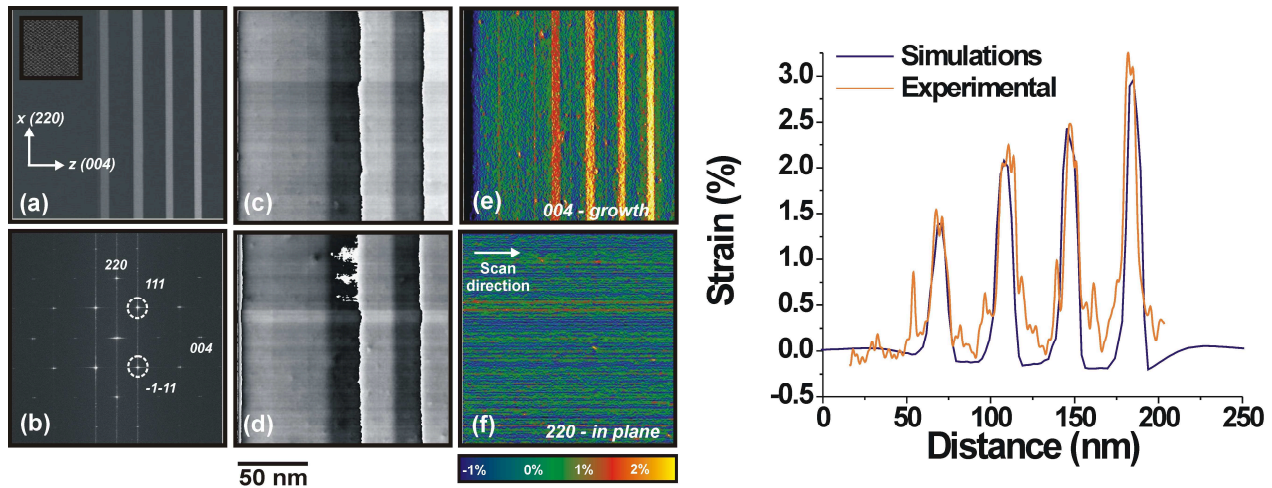 x (220)
z (004)
(a)
(c)
(e)
004 - growth
220
111
004
-1-11
(b)
(d)
Scan
direction
(f)
220 - in plane
50 nm
-1%
0%
1%
2%
Simulations
Experimental
Strain (%)
3.0
2.5
2.0
1.5
1.0
0.5
0.0
-0.5
0
50
100
150
200
250
Distance (nm)